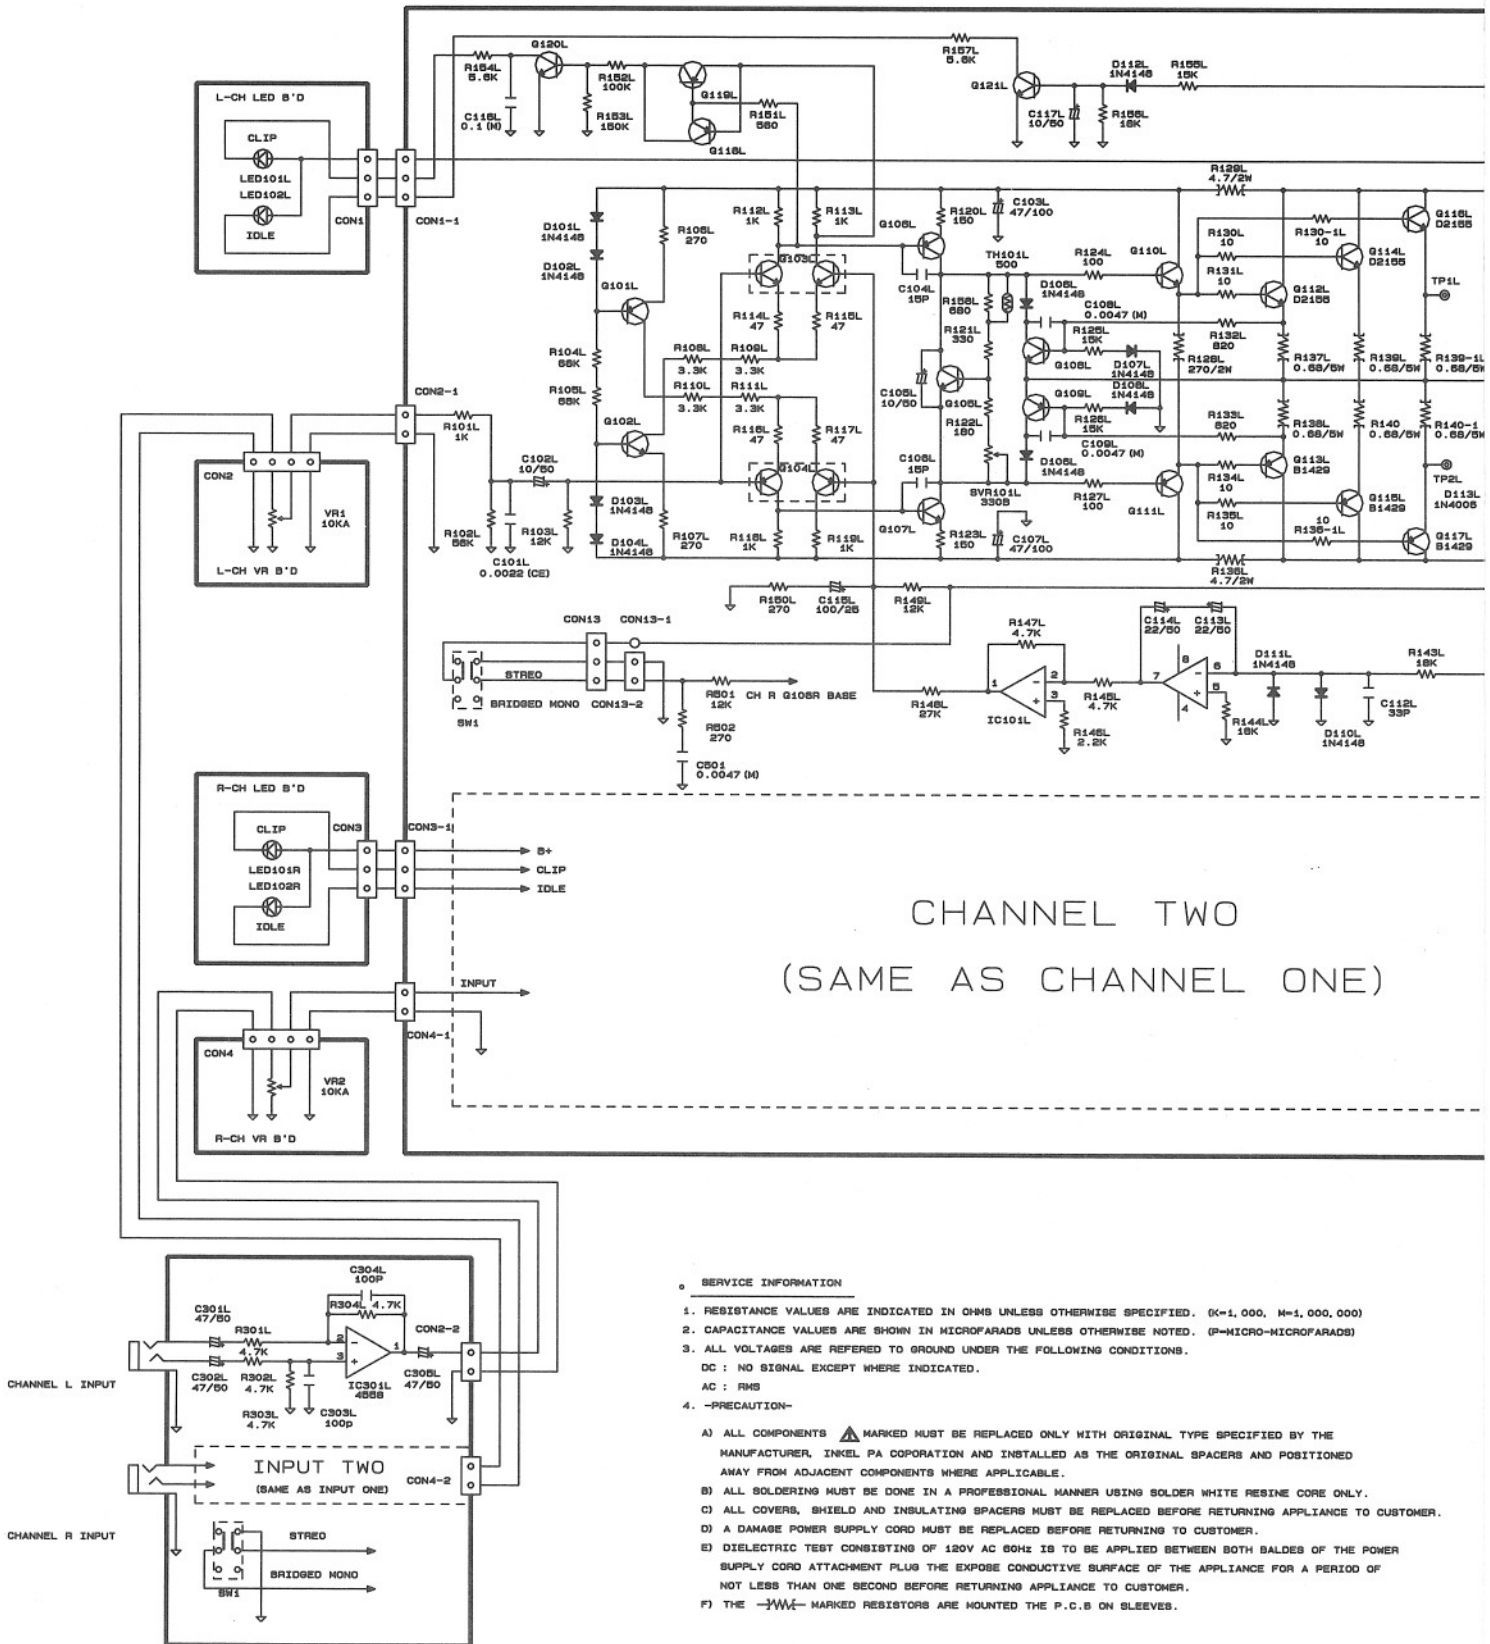 L-CH LED B'D
CLIP
LED101L
LED102L
IDLE
CON1
CON1-1
R154L
5.6K
Q120L
C116L
0.1 (M)
R152L
100K
R153L
150K
Q119L
R151L
560
Q118L
R157L
5.6K
Q121L
C117L
10/50
D112L
1N4148
R155L
15K
R156L
18K
R129L
4.7/2W
D101L
1N4148
D102L
1N4148
R106L
270
Q101L
R112L
1K
R113L
1K
Q103L
R114L
47
R115L
47
Q106L
R120L
150
C103L
47/100
C104L
15P
TH101L
500
R158L
680
R121L
330
D105L
1N4148
C108L
0.0047 (M)
R124L
100
Q110L
R125L
15K
Q108L
D107L
1N4148
D108L
1N4148
R128L
270/2W
R130L
10
R131L
10
R130-1L
10
Q116L
D2155
Q114L
D2155
Q112L
D2155
TP1L
R132L
820
R137L
0.68/5W
R139L
0.68/5W
R139-1L
0.68/5W
R104L
56K
R105L
56K
R108L
3.3K
R109L
3.3K
R110L
3.3K
R111L
3.3K
C105L
10/50
Q105L
R122L
180
Q109L
R126L
15K
C109L
0.0047 (M)
R133L
820
R138L
0.68/5W
R140
0.68/5W
R140-1
0.68/5W
CON2-1
R101L
1K
Q102L
C102L
10/50
R116L
47
R117L
47
Q104L
C106L
15P
SVR101L
330B
D106L
1N4148
R127L
100
Q111L
R134L
10
R135L
10
10
R136-1L
Q113L
B1429
Q115L
B1429
Q117L
B1429
TP2L
D113L
1N4005
CON2
VR1
10KA
L-CH VR B'D
R102L
56K
C101L
0.0022 (CE)
R103L
12K
D103L
1N4148
D104L
1N4148
R107L
270
R118L
1K
R119L
1K
Q107L
R123L
150
C107L
47/100
R136L
4.7/2W
R150L
270
C115L
100/25
R149L
12K
CON13
CON13-1
STREO
BRIDGED MONO
SW1
CON13-2
R501
12K
CH R Q106R BASE
R502
270
C501
0.0047 (M)
R148L
27K
R147L
4.7K
1
2
3
IC101L
R146L
2.2K
R145L
4.7K
C114L
22/50
C113L
22/50
7
8
6
5
4
R144L
18K
D111L
1N4148
D110L
1N4148
C112L
33P
R143L
18K
R-CH LED B'D
CLIP
LED101R
LED102R
IDLE
CON3
CON3-1
B+
CLIP
IDLE
INPUT
CON4-1
CON4
VR2
10KA
R-CH VR B'D
CHANNEL TWO
(SAME AS CHANNEL ONE)
C304L
100P
R304L 4.7K
C301L
47/50
R301L
4.7K
2
3
1
CON2-2
C302L
47/50
R302L
4.7K
IC301L
4558
C305L
47/50
R303L
4.7K
C303L
100p
CHANNEL L INPUT
INPUT TWO
(SAME AS INPUT ONE)
CON4-2
CHANNEL R INPUT
STREO
BRIDGED MONO
SW1
SERVICE INFORMATION
1. RESISTANCE VALUES ARE INDICATED IN OHMS UNLESS OTHERWISE SPECIFIED. (K=1,000, M=1,000,000)
2. CAPACITANCE VALUES ARE SHOWN IN MICROFARADS UNLESS OTHERWISE NOTED. (P=MICRO-MICROFARADS)
3. ALL VOLTAGES ARE REFERED TO GROUND UNDER THE FOLLOWING CONDITIONS.
DC : NO SIGNAL EXCEPT WHERE INDICATED.
AC : RMS
4. -PRECAUTION-
A) ALL COMPONENTS MARKED MUST BE REPLACED ONLY WITH ORIGINAL TYPE SPECIFIED BY THE
MANUFACTURER, INKEL PA COPORATION AND INSTALLED AS THE ORIGINAL SPACERS AND POSITIONED
AWAY FROM ADJACENT COMPONENTS WHERE APPLICABLE.
B) ALL SOLDERING MUST BE DONE IN A PROFESSIONAL MANNER USING SOLDER WHITE RESINE CORE ONLY.
C) ALL COVERS, SHIELD AND INSULATING SPACERS MUST BE REPLACED BEFORE RETURNING APPLIANCE TO CUSTOMER.
D) A DAMAGE POWER SUPPLY CORD MUST BE REPLACED BEFORE RETURNING TO CUSTOMER.
E) DIELECTRIC TEST CONSISTING OF 120V AC 60Hz IS TO BE APPLIED BETWEEN BOTH BALDES OF THE POWER
SUPPLY CORD ATTACHMENT PLUG THE EXPOSE CONDUCTIVE SURFACE OF THE APPLIANCE FOR A PERIOD OF
NOT LESS THAN ONE SECOND BEFORE RETURNING APPLIANCE TO CUSTOMER.
F) THE MARKED RESISTORS ARE MOUNTED THE P.C.B ON SLEEVES.